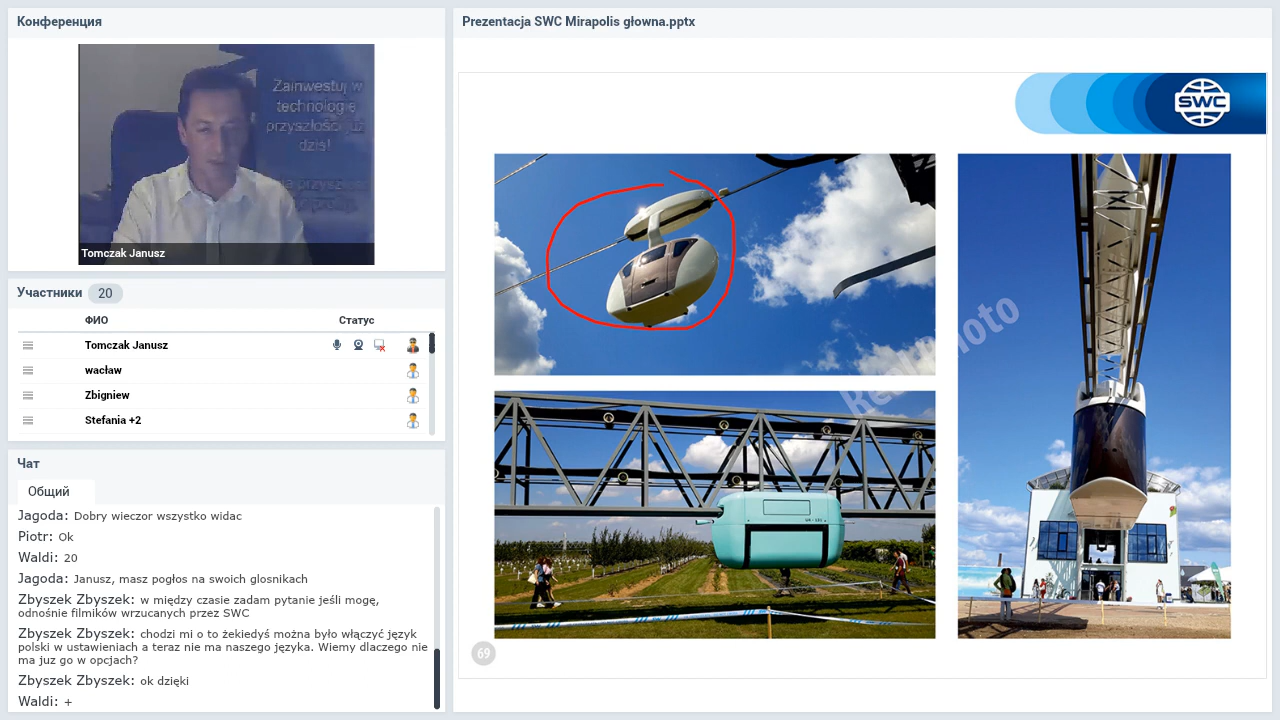 Конференция
Zainwestuj w
technologię
przyszłości już
dziś!
Tomczak Janusz
Участники 20
ФИО Статус
Tomczak Janusz
wacław
Zbigniew
Stefania +2
Чат
Общий
Jagoda: Dobry wieczor wszystko widac
Piotr: Ok
Waldi: 20
Jagoda: Janusz, masz pogłos na swoich glosnikach
Zbyszek Zbyszek: w między czasie zadam pytanie jeśli mogę,
odnośnie filmików wrzucanych przez SWC
Zbyszek Zbyszek: chodzi mi o to żekiedyś można było włączyć język
polski w ustawieniach a teraz nie ma naszego języka. Wiemy dlaczego nie
ma juz go w opcjach?
Zbyszek Zbyszek: ok dzięki
Waldi: +
Prezentacja SWC Mirapolis głowna.pptx
SWC
Real photo
69